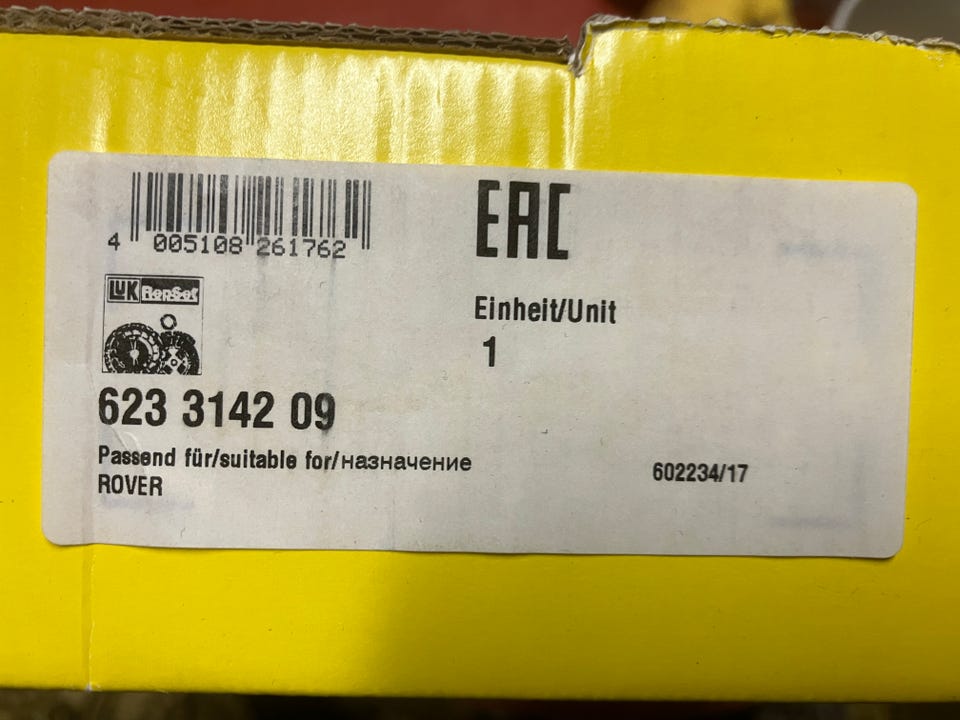 4 005108 261762
EAC
LUK RepSet
Einheit/Unit
1
623 3142 09
Passend für/suitable for/назначение
ROVER
602234/17